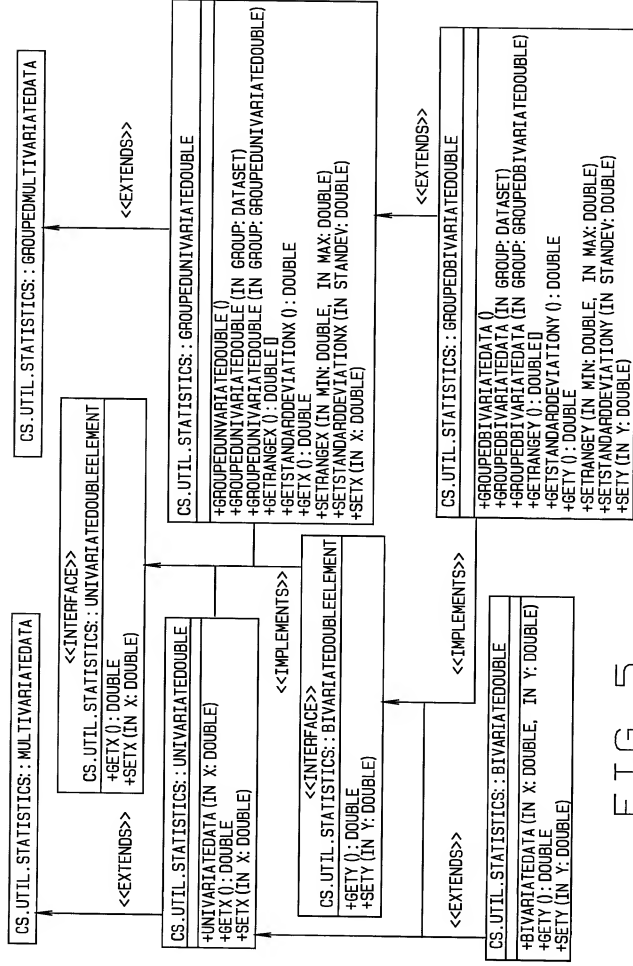 CS.UTIL.STATISTICS::MULTIVARIATEDATA
CS.UTIL.STATISTICS::GROUPEDMULTIVARIATEDATA
<<EXTENDS>>
<<EXTENDS>>
<<INTERFACE>>
CS.UTIL.STATISTICS::UNIVARIATEDOUBLEELEMENT
+GETX(): DOUBLE
+SETX(IN X: DOUBLE)
CS.UTIL.STATISTICS::UNIVARIATEDOUBLE
+UNIVARIATEDATA(IN X: DOUBLE)
+GETX(): DOUBLE
+SETX(IN X: DOUBLE)
CS.UTIL.STATISTICS::GROUPEDUNIVARIATEDOUBLE
+GROUPEDUNVARIATEDOUBLE()
+GROUPEDUNIVARIATEDOUBLE(IN GROUP: DATASET)
+GROUPEDUNIVARIATEDOUBLE(IN GROUP: GROUPEDUNIVARIATEDOUBLE)
+GETRANGEX(): DOUBLE[]
+GETSTANDARDDEVIATIONX(): DOUBLE
+GETX(): DOUBLE
+SETRANGEX(IN MIN: DOUBLE, IN MAX: DOUBLE)
+SETSTANDARDDEVIATIONX(IN STANDEV: DOUBLE)
+SETX(IN X: DOUBLE)
<<IMPLEMENTS>>
<<INTERFACE>>
CS.UTIL.STATISTICS::BIVARIATEDOUBLEELEMENT
+GETY(): DOUBLE
+SETY(IN Y: DOUBLE)
<<EXTENDS>>
<<IMPLEMENTS>>
<<EXTENDS>>
CS.UTIL.STATISTICS::BIVARIATEDOUBLE
+BIVARIATEDATA(IN X: DOUBLE, IN Y: DOUBLE)
+GETY(): DOUBLE
+SETY(IN Y: DOUBLE)
CS.UTIL.STATISTICS::GROUPEDBIVARIATEDOUBLE
+GROUPEDBIVARIATEDATA()
+GROUPEDBIVARIATEDATA(IN GROUP: DATASET)
+GROUPEDBIVARIATEDATA(IN GROUP: GROUPEDBIVARIATEDOUBLE)
+GETRANGEY(): DOUBLE[]
+GETSTANDARDDEVIATIONY(): DOUBLE
+GETY(): DOUBLE
+SETRANGEY(IN MIN: DOUBLE, IN MAX: DOUBLE)
+SETSTANDARDDEVIATIONY(IN STANDEV: DOUBLE)
+SETY(IN Y: DOUBLE)
FIG 5